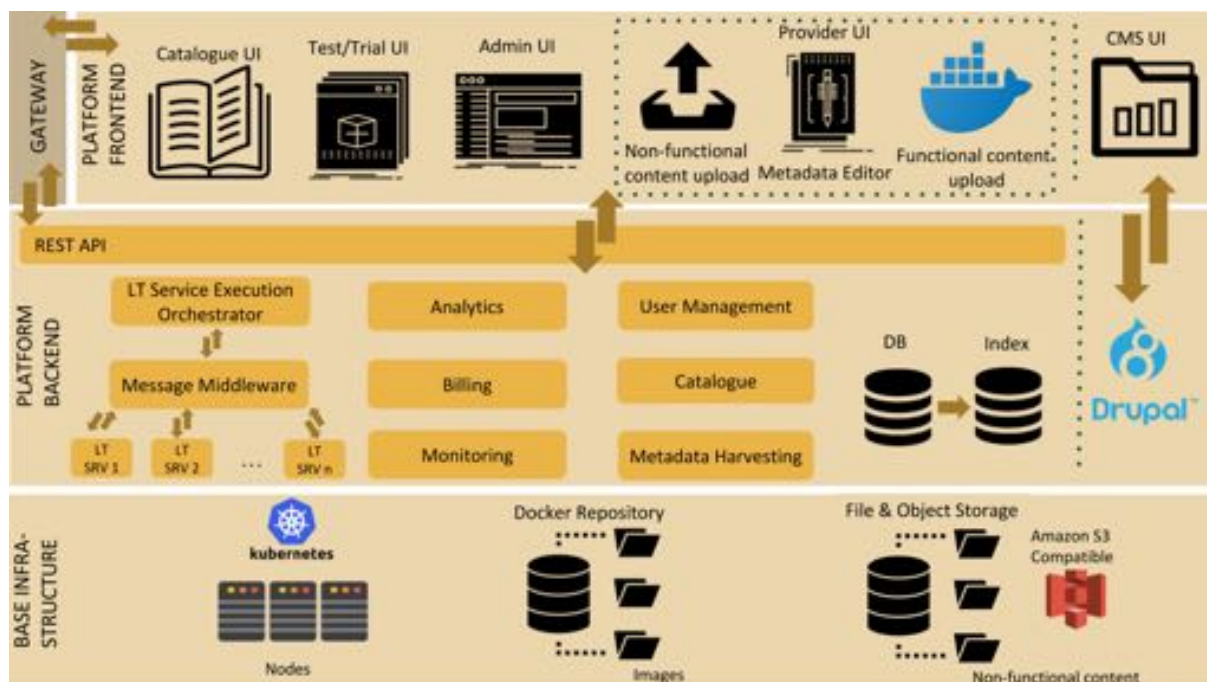 GATEWAY
PLATFORM
FRONTEND
Catalogue UI
Test/Trial UI
Admin UI
Provider UI
Non-functional
content upload
Metadata Editor
Functional content
upload
CMS UI
PLATFORM
BACKEND
REST API
LT Service Execution
Orchestrator
Message Middleware
LT
SRV 1
LT
SRV 2
...
LT
SRV n
Analytics
Billing
Monitoring
User Management
Catalogue
Metadata Harvesting
DB
Index
8
Drupal™
BASE INFRA-
STRUCTURE
kubernetes
Nodes
Docker Repository
Images
File & Object Storage
Amazon S3
Compatible
Non-functional content